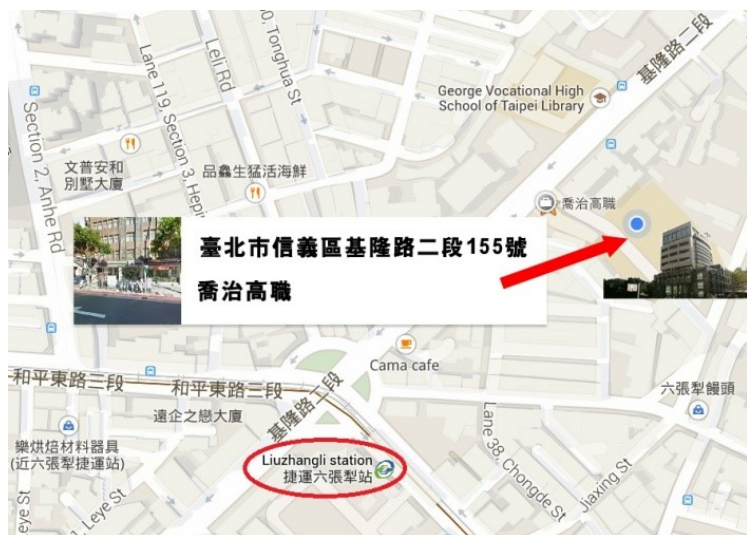 Lane 119, Section 3, Hepi
Leli Rd
0, Tonghua St
George Vocational High
School of Taipei Library
基隆路二段
Section 2, Anhe Rd
文普安和
別墅大廈
品鱻生猛活海鮮
喬治高職
臺北市信義區基隆路二段155號
喬治高職
Cama cafe
和平東路三段
和平東路三段
基隆路二段
六張犁饅頭
遠企之戀大廈
樂烘焙材料器具
(近六張犁捷運站)
Liuzhangli station
捷運六張犁站
Lane 38, Chongde St
Jiaxing St
eye St
1, Leye St